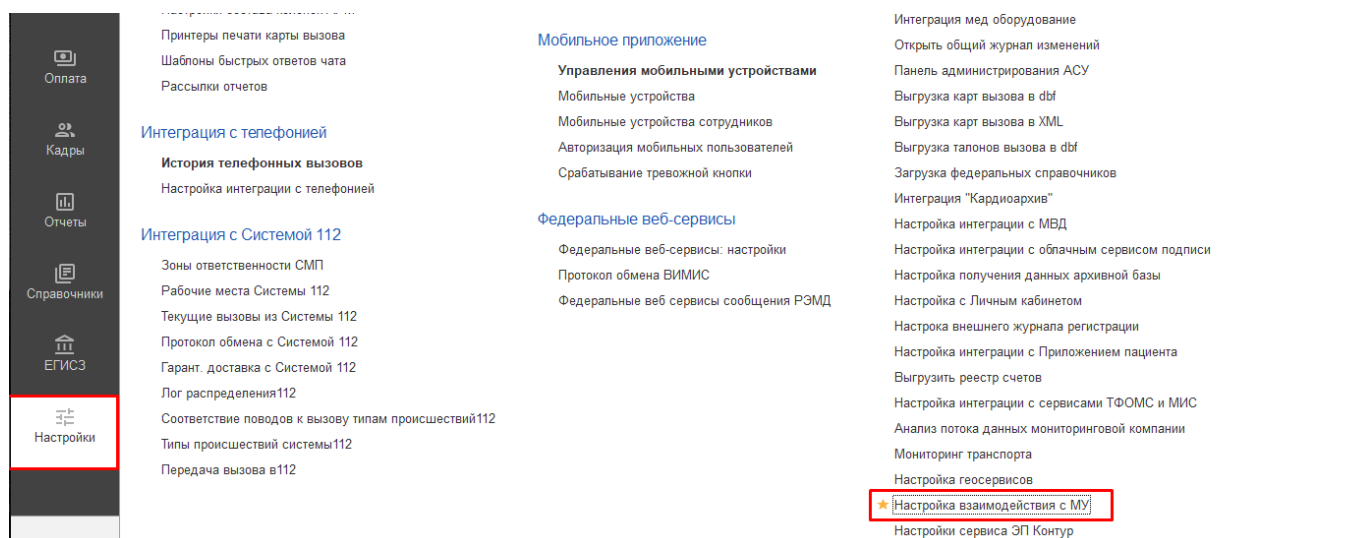 Оплата
Кадры
Отчеты
Справочники
ЕГИСЗ
Настройки
Принтеры печати карты вызова
Шаблоны быстрых ответов чата
Рассылки отчетов
Интеграция с телефонией
История телефонных вызовов
Настройка интеграции с телефонией
Интеграция с Системой 112
Зоны ответственности СМП
Рабочие места Системы 112
Текущие вызовы из Системы 112
Протокол обмена с Системой 112
Гарант. доставка с Системой 112
Лог распределения112
Соответствие поводов к вызову типам происшествий112
Типы происшествий системы112
Передача вызова в112
Мобильное приложение
Управления мобильными устройствами
Мобильные устройства
Мобильные устройства сотрудников
Авторизация мобильных пользователей
Срабатывание тревожной кнопки
Федеральные веб-сервисы
Федеральные веб-сервисы: настройки
Протокол обмена ВИМИС
Федеральные веб сервисы сообщения РЭМД
Интеграция мед оборудование
Открыть общий журнал изменений
Панель администрирования АСУ
Выгрузка карт вызова в dbf
Выгрузка карт вызова в XML
Выгрузка талонов вызова в dbf
Загрузка федеральных справочников
Интеграция "Кардиоархив"
Настройка интеграции с МВД
Настройка интеграции с облачным сервисом подписи
Настройка получения данных архивной базы
Настройка с Личным кабинетом
Настрока внешнего журнала регистрации
Настройка интеграции с Приложением пациента
Выгрузить реестр счетов
Настройка интеграции с сервисами ТФОМС и МИС
Анализ потока данных мониторинговой компании
Мониторинг транспорта
Настройка геосервисов
Настройка взаимодействия с МУ
Настройки сервиса ЭП Контур